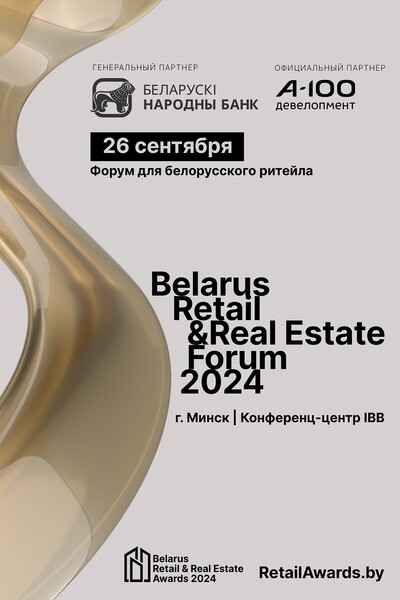 ГЕНЕРАЛЬНЫЙ ПАРТНЕР
ОФИЦИАЛЬНЫЙ ПАРТНЕР
БЕЛАРУСКІ
НАРОДНЫ БАНК
А-100
девелопмент
26 сентября
Форум для белорусского ритейла
Belarus
Retail
&Real Estate
Forum
2024
г. Минск | Конференц-центр IBB
Belarus
Retail & Real Estate
Awards 2024
RetailAwards.by